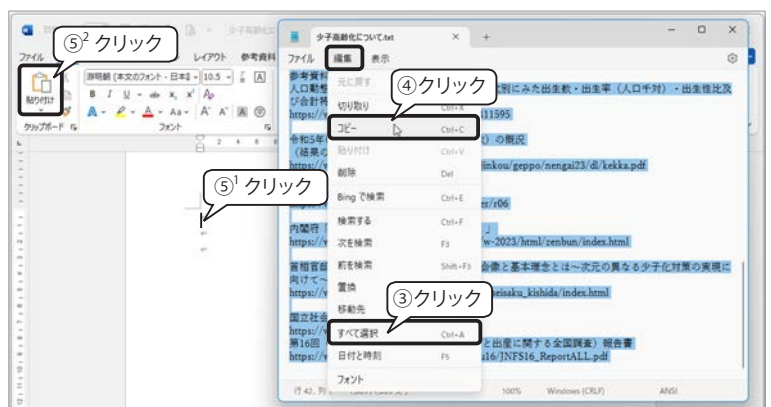 少子高齢化について.txt
⑤² クリック
ファイル
レイアウト
参考資料
ファイル 編集 表示
貼り付け
游明朝 (本文のフォント - 日本
10.5
B I U
クリップボード
フォント
元に戻す
④クリック
切り取り Ctrl+X
コピー Ctrl+C
貼り付け Ctrl+V
削除 Del
Bing で検索 Ctrl+E
検索する Ctrl+F
次を検索 F3
前を検索 Shift+F3
置換
移動先
③クリック
すべて選択 Ctrl+A
日付と時刻 F5
フォント
⑤¹ クリック
参考資料
人口動態
別にみた出生数・出生率(人口千対)・出生性比及
び合計特
https://
11595
令和5年
の概況
(結果の
https://w
inkou/geppo/nengai23/dl/kekka.pdf
er/r06
内閣府「
」
https://w
w-2023/html/zenbun/index.html
首相官邸
会像と基本理念とは~次元の異なる少子化対策の実現に
向けて~
https://w
seisaku_kishida/index.html
国立社会
https://w
第16回
と出産に関する全国調査)報告書
https://w
u16/JNFS16_ReportALL.pdf
行 42、列 1
100%
Windows (CRLF)
ANSI